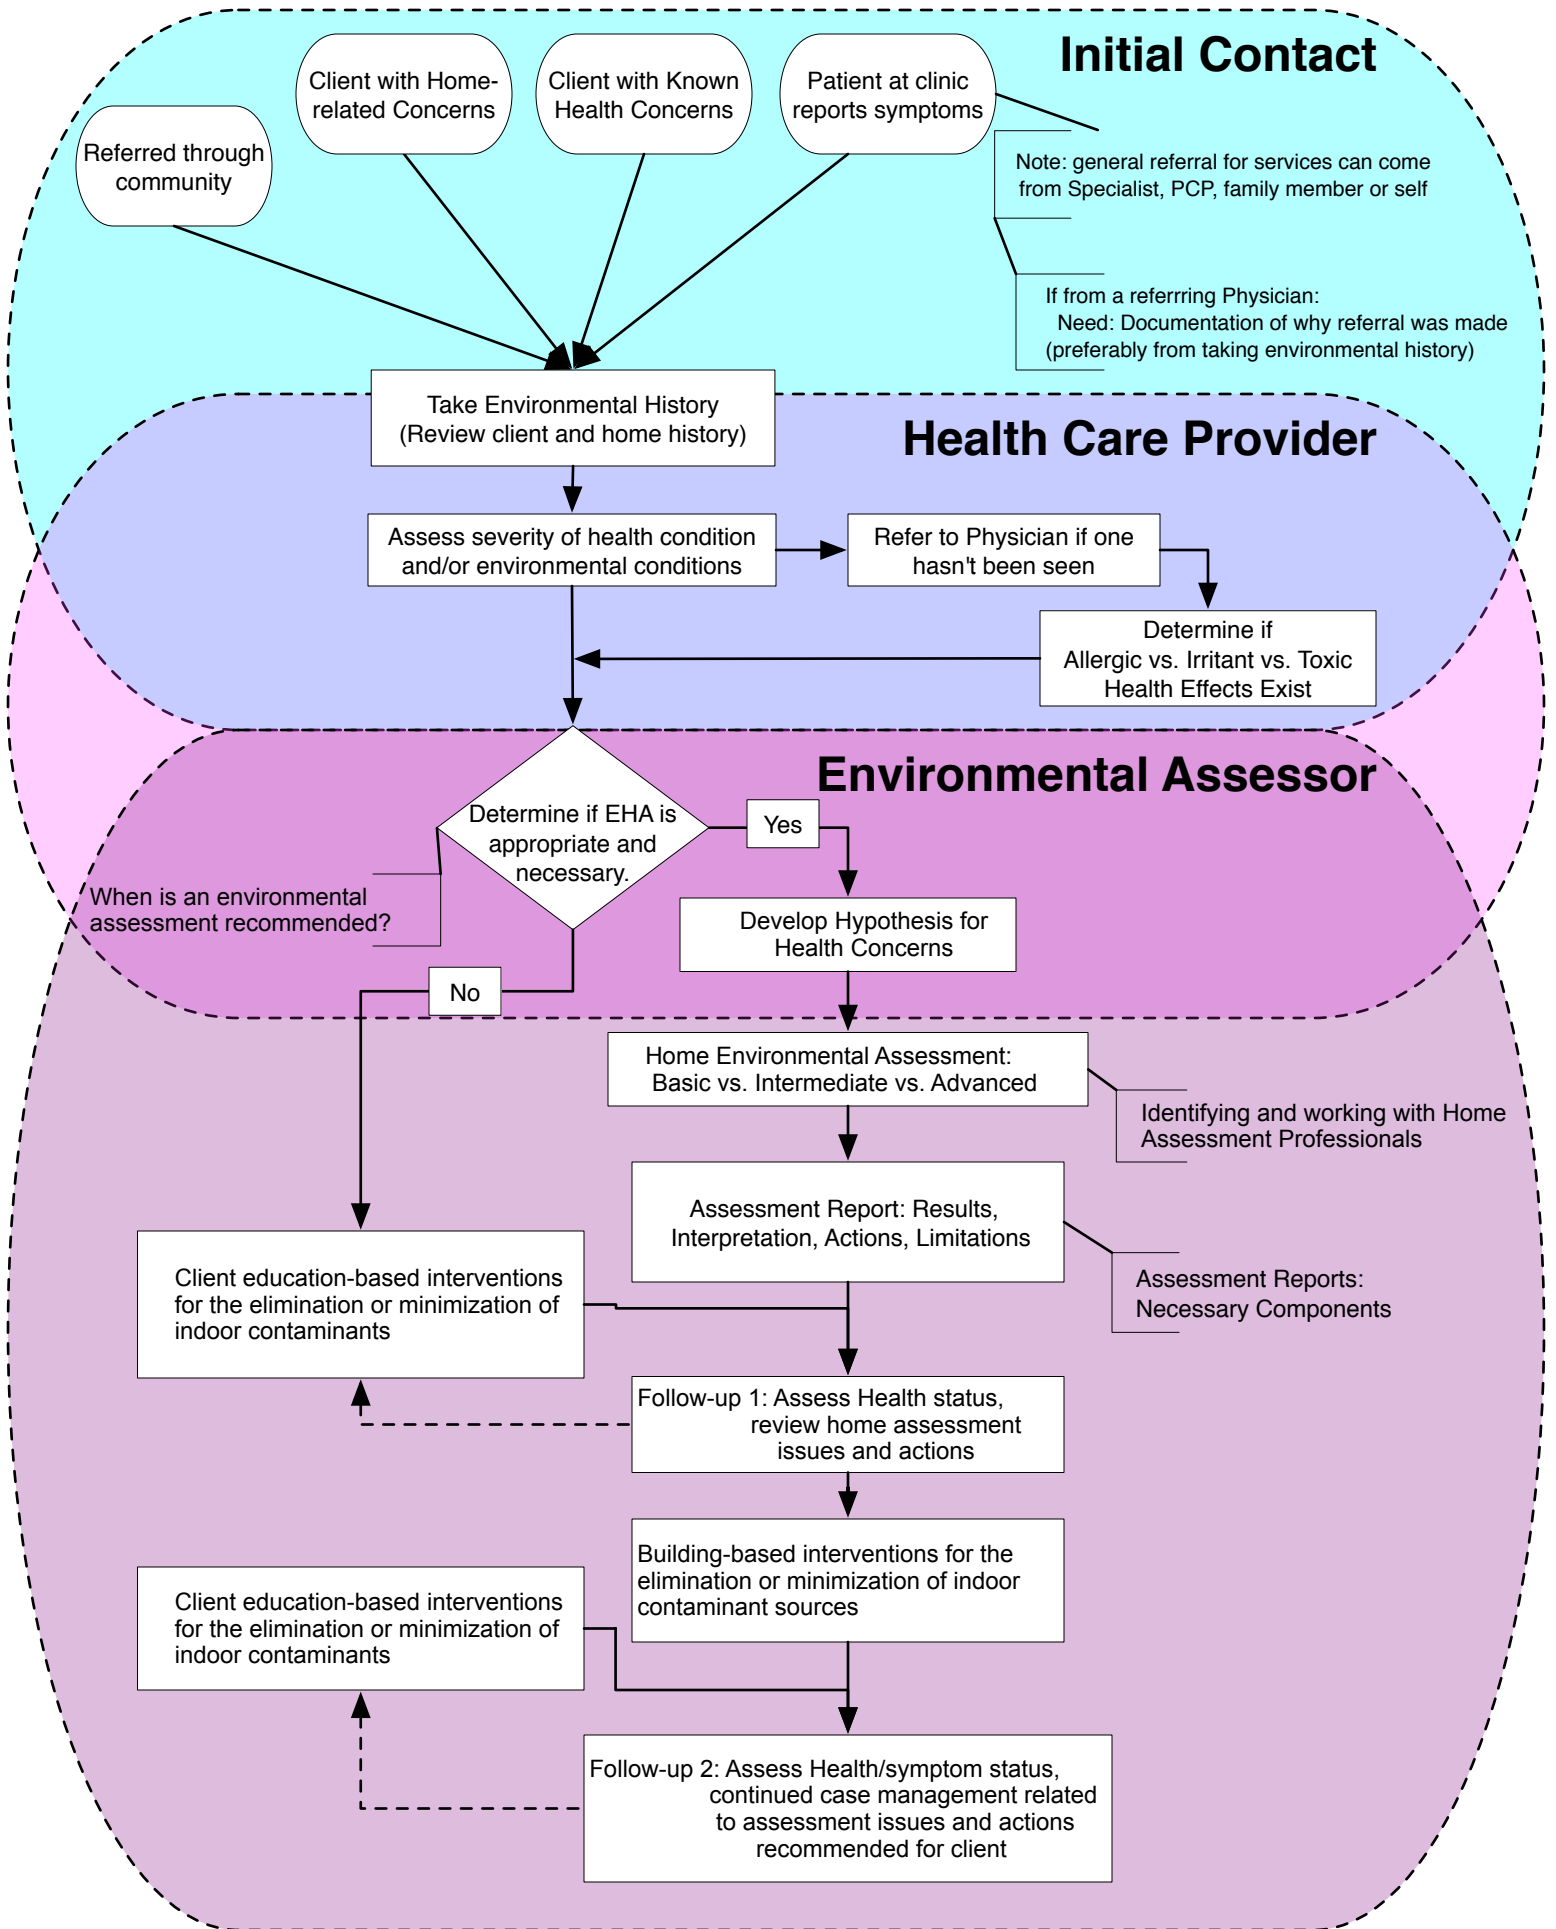 Initial Contact
Client with Home-
related Concerns
Client with Known
Health Concerns
Patient at clinic
reports symptoms
Referred through
community
Note: general referral for services can come
from Specialist, PCP, family member or self
If from a referrring Physician:
Need: Documentation of why referral was made
(preferably from taking environmental history)
Take Environmental History
(Review client and home history)
Health Care Provider
Assess severity of health condition
and/or environmental conditions
Refer to Physician if one
hasn't been seen
Determine if
Allergic vs. Irritant vs. Toxic
Health Effects Exist
Environmental Assessor
Determine if EHA is
appropriate and
necessary.
Yes
When is an environmental
assessment recommended?
Develop Hypothesis for
Health Concerns
No
Home Environmental Assessment:
Basic vs. Intermediate vs. Advanced
Identifying and working with Home
Assessment Professionals
Assessment Report: Results,
Interpretation, Actions, Limitations
Assessment Reports:
Necessary Components
Client education-based interventions
for the elimination or minimization of
indoor contaminants
Follow-up 1: Assess Health status,
review home assessment
issues and actions
Building-based interventions for the
elimination or minimization of indoor
contaminant sources
Client education-based interventions
for the elimination or minimization of
indoor contaminants
Follow-up 2: Assess Health/symptom status,
continued case management related
to assessment issues and actions
recommended for client